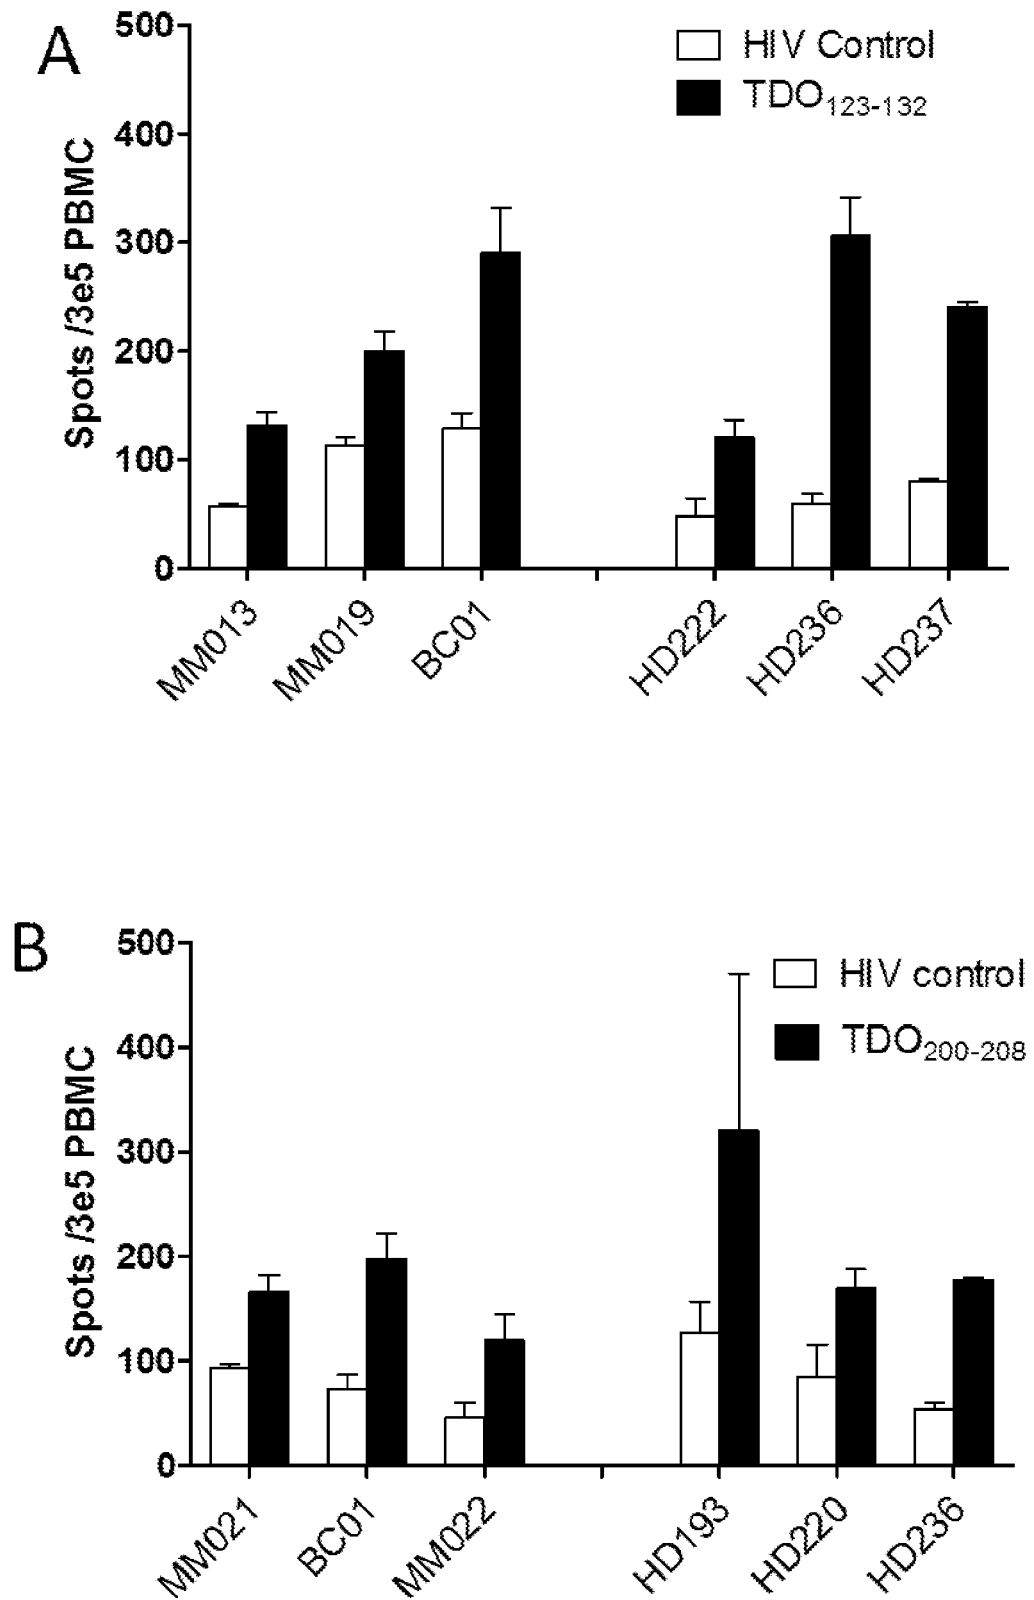 A
500
400
300
200
100
0
Spots /3e5 PBMC
HIV Control
TDO123-132
MM013
MM019
BC01
HD222
HD236
HD237
B
500
400
300
200
100
0
Spots /3e5 PBMC
HIV control
TDO200-208
MM021
BC01
MM022
HD193
HD220
HD236